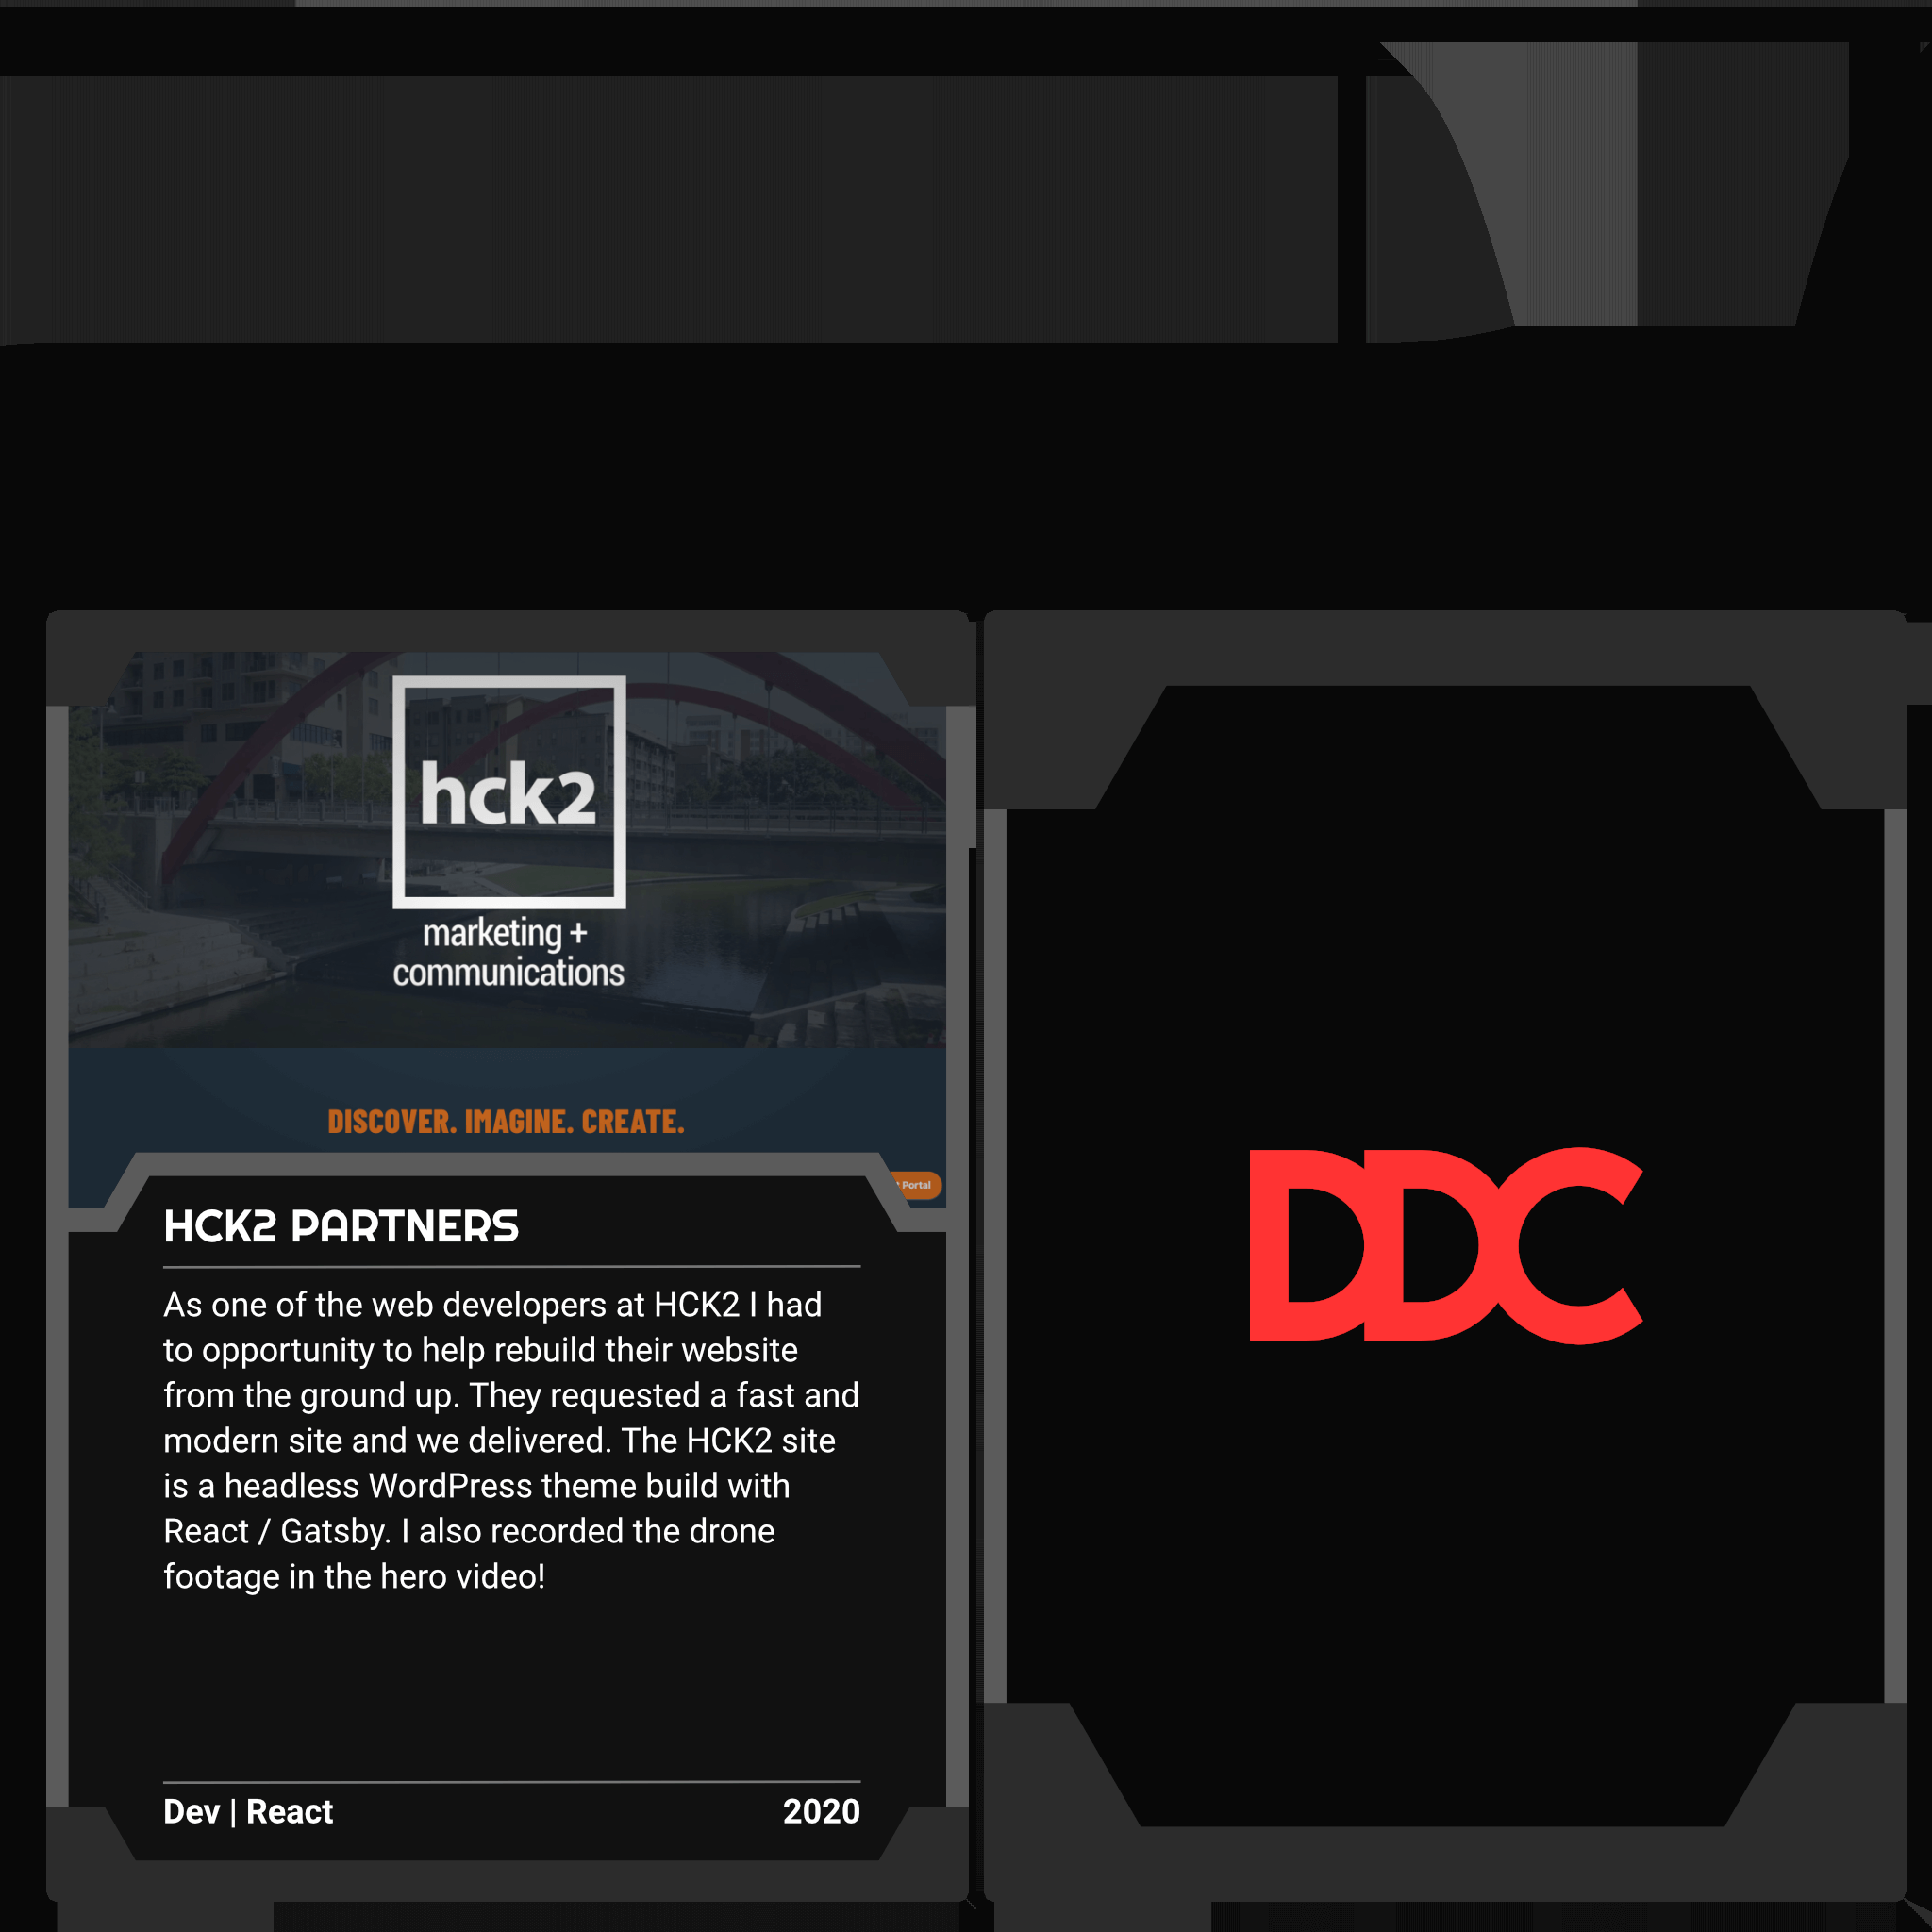 hck2
marketing +
communications
DISCOVER. IMAGINE. CREATE.
Portal
HCK2 PARTNERS
As one of the web developers at HCK2 I had
to opportunity to help rebuild their website
from the ground up. They requested a fast and
modern site and we delivered. The HCK2 site
is a headless WordPress theme build with
React / Gatsby. I also recorded the drone
footage in the hero video!
Dev | React 2020
DDC